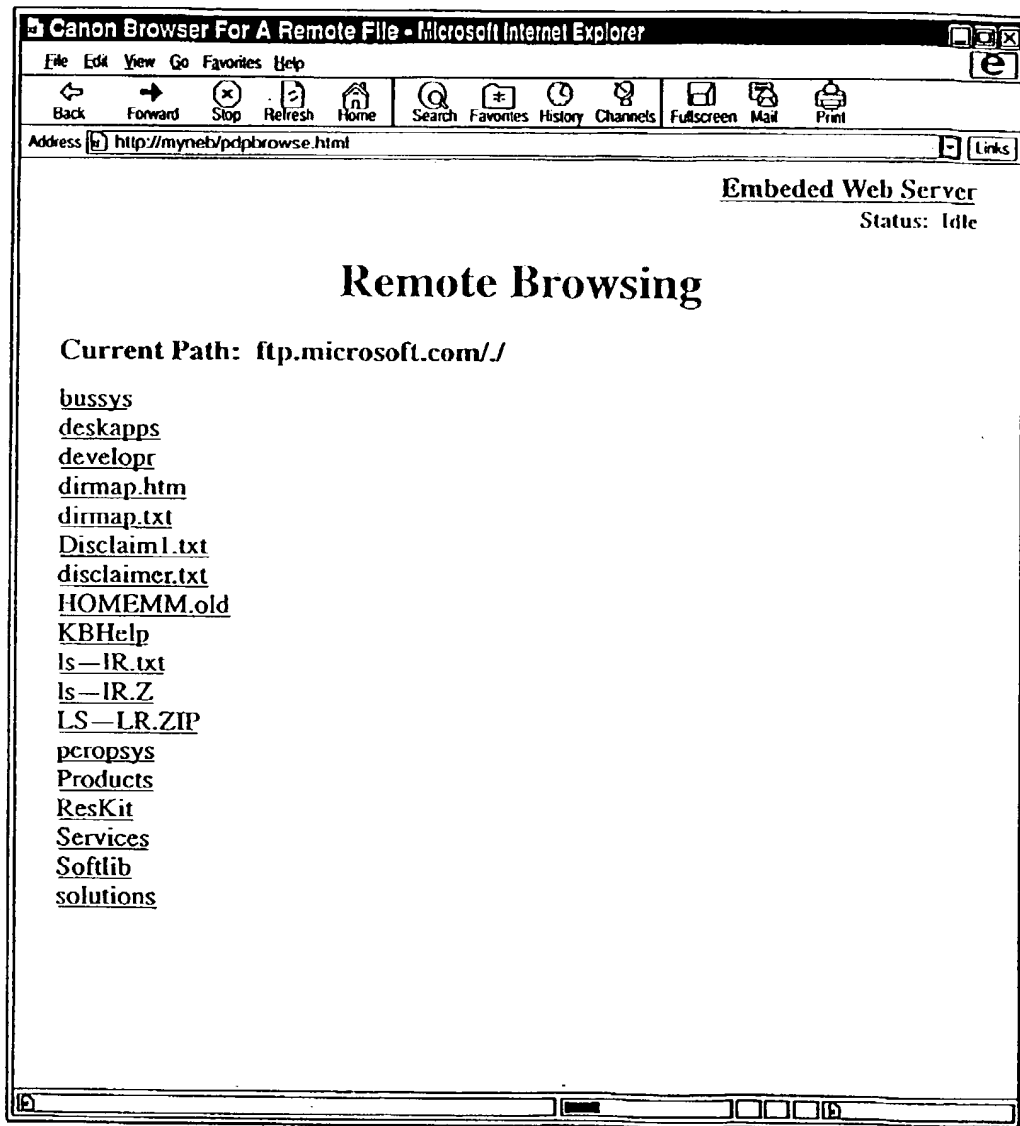 Canon Browser For A Remote File - Microsoft Internet Explorer
File Edit View Go Favorites Help
Back Forward Stop Refresh Home Search Favorites History Channels Fullscreen Mail Print
Address http://myneb/pdpbrowse.html Links
Embeded Web Server
Status: Idle
Remote Browsing
Current Path: ftp.microsoft.com/./
bussys
deskapps
developr
dirmap.htm
dirmap.txt
Disclaim1.txt
disclaimer.txt
HOMEMM.old
KBHelp
ls—lR.txt
ls—lR.Z
LS—LR.ZIP
pcropsys
Products
ResKit
Services
Softlib
solutions